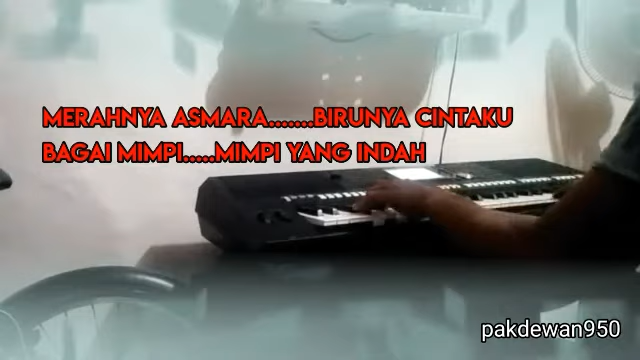 MERAHNYA ASMARA.......BIRUNYA CINTAKU
BAGAI MIMPI.....MIMPI YANG INDAH
pakdewan950